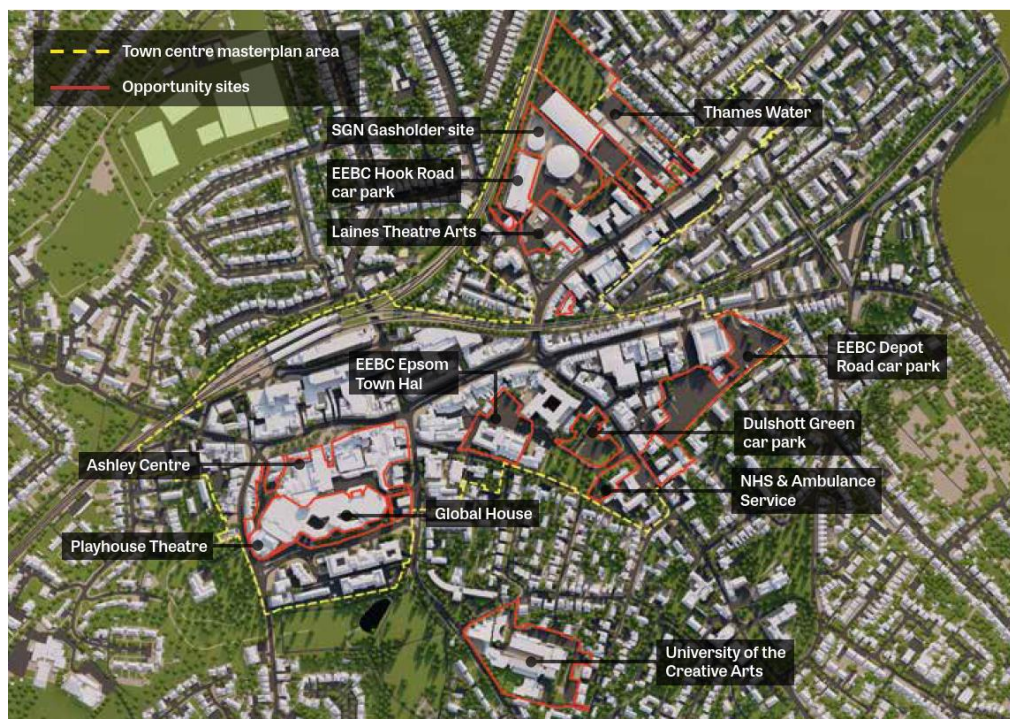 Town centre masterplan area
Opportunity sites
Thames Water
SGN Gasholder site
EEBC Hook Road
car park
Laines Theatre Arts
EEBC Epsom
Town Hal
EEBC Depot
Road car park
Dulshott Green
car park
Ashley Centre
NHS & Ambulance
Service
Global House
Playhouse Theatre
University of the
Creative Arts